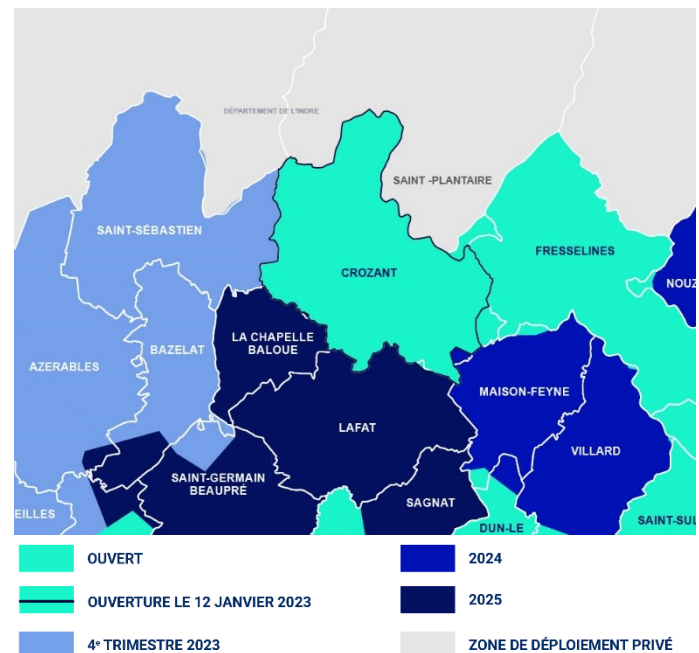 DÉPARTEMENT DE L'INDRE
SAINT -PLANTAIRE
SAINT-SÉBASTIEN
FRESSELINES
CROZANT
NOUZ
LA CHAPELLE
BALOUE
BAZELAT
AZERABLES
MAISON-FEYNE
LAFAT
VILLARD
SAINT-GERMAIN
BEAUPRÉ
SAGNAT
EILLES
DUN-LE
SAINT-SUL
OUVERT
2024
OUVERTURE LE 12 JANVIER 2023
2025
4e TRIMESTRE 2023
ZONE DE DÉPLOIEMENT PRIVÉ